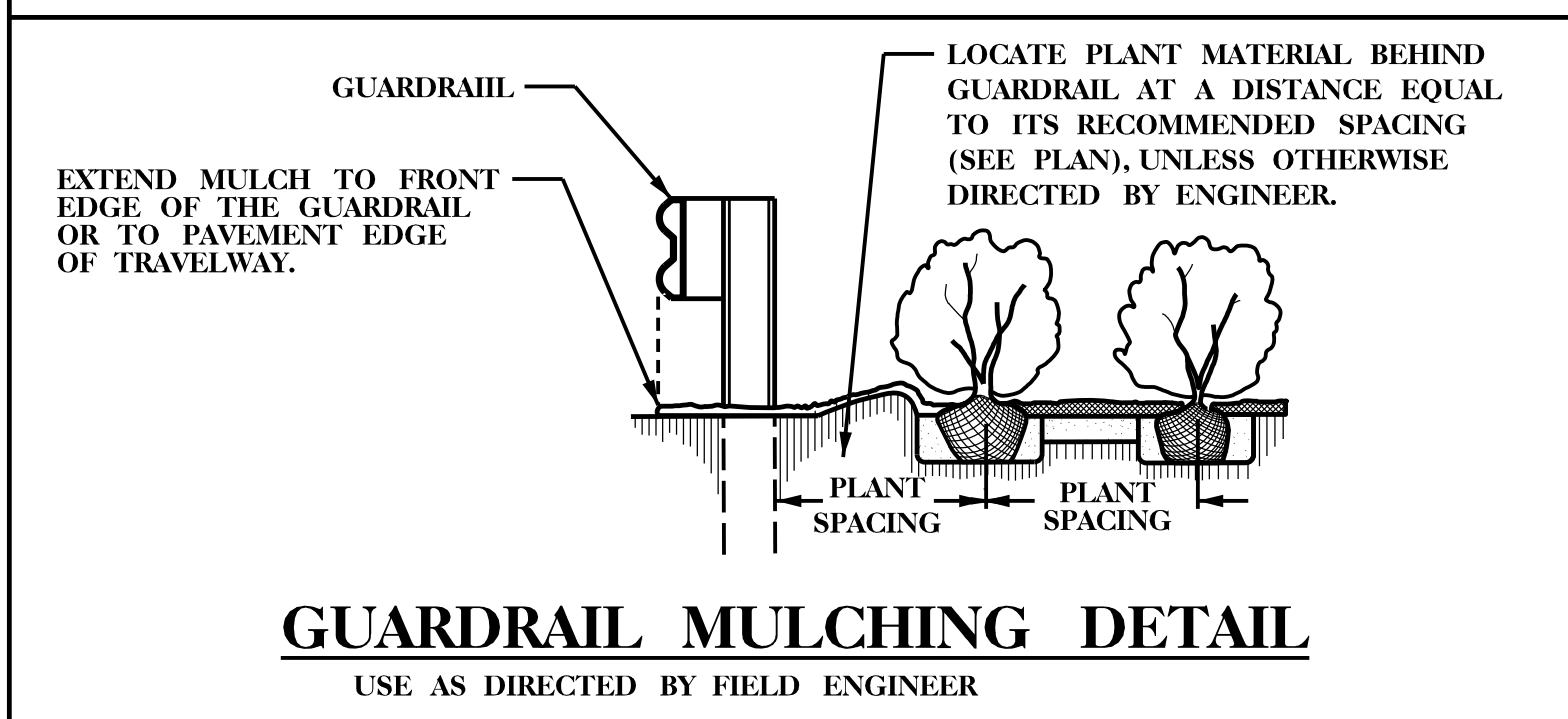 GUARDRAIIL
EXTEND MULCH TO FRONT
EDGE OF THE GUARDRAIL
OR TO PAVEMENT EDGE
OF TRAVELWAY.
LOCATE PLANT MATERIAL BEHIND
GUARDRAIL AT A DISTANCE EQUAL
TO ITS RECOMMENDED SPACING
(SEE PLAN), UNLESS OTHERWISE
DIRECTED BY ENGINEER.
PLANT
SPACING
PLANT
SPACING
GUARDRAIL MULCHING DETAIL
USE AS DIRECTED BY FIELD ENGINEER